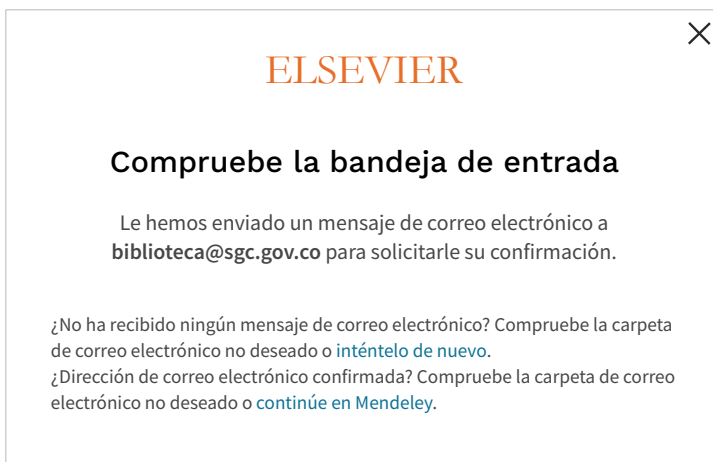 ELSEVIER
Compruebe la bandeja de entrada
Le hemos enviado un mensaje de correo electrónico a
biblioteca@sgc.gov.co para solicitarle su confirmación.
¿No ha recibido ningún mensaje de correo electrónico? Compruebe la carpeta
de correo electrónico no deseado o inténtelo de nuevo.
¿Dirección de correo electrónico confirmada? Compruebe la carpeta de correo
electrónico no deseado o continúe en Mendeley.